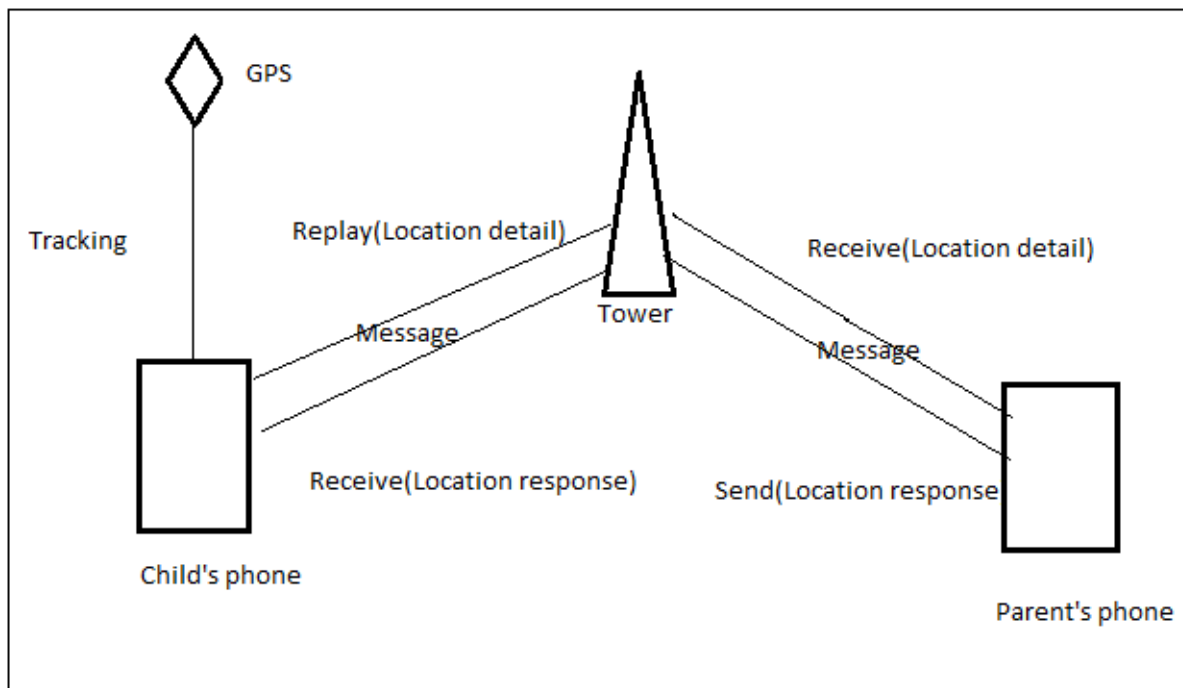 GPS
Tracking
Replay(Location detail)
Receive(Location detail)
Tower
Message
Message
Receive(Location response)
Send(Location response
Child's phone
Parent's phone